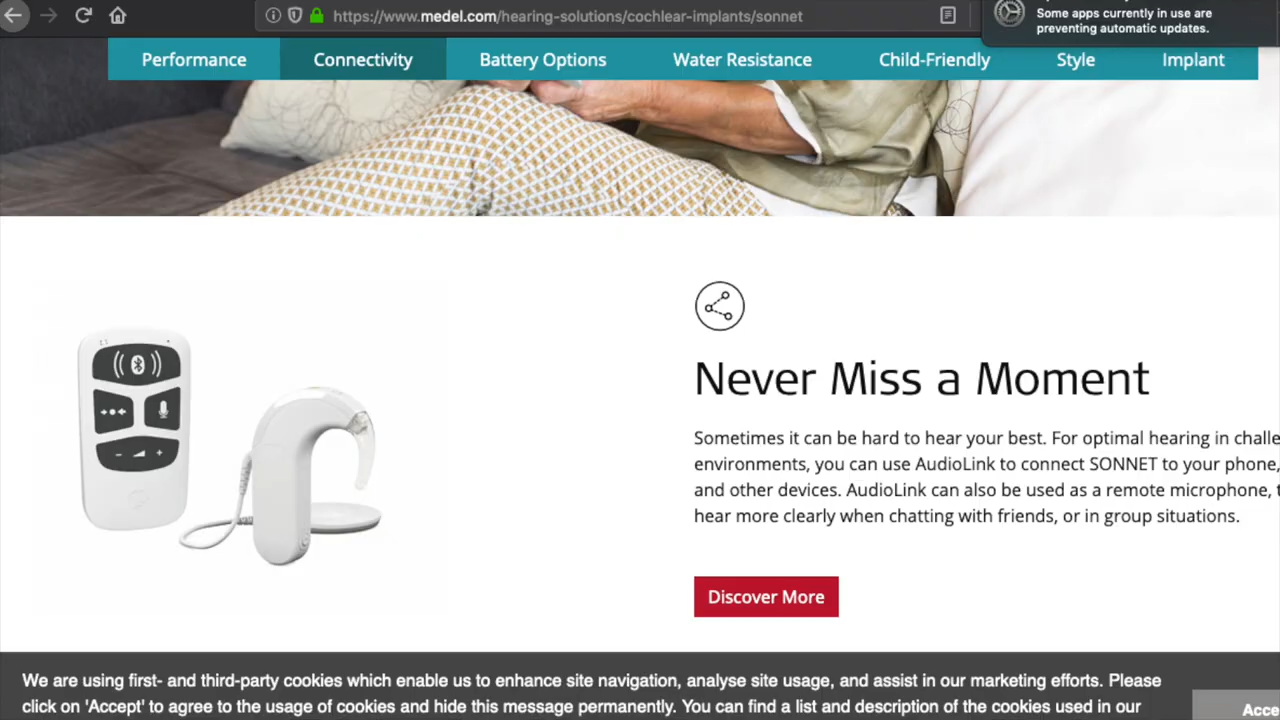 https://www.medel.com/hearing-solutions/cochlear-implants/sonnet
Some apps currently in use are
preventing automatic updates.
Performance
Connectivity
Battery Options
Water Resistance
Child-Friendly
Style
Implant
Never Miss a Moment
Sometimes it can be hard to hear your best. For optimal hearing in
environments, you can use AudioLink to connect SONNET to your phone,
and other devices. AudioLink can also be used as a remote microphone,
hear more clearly when chatting with friends, or in group situations.
Discover More
We are using first- and third-party cookies which enable us to enhance site navigation, analyse site usage, and assist in our marketing efforts. Please
click on 'Accept' to agree to the usage of cookies and hide this message permanently. You can find a list and description of the cookies used in our